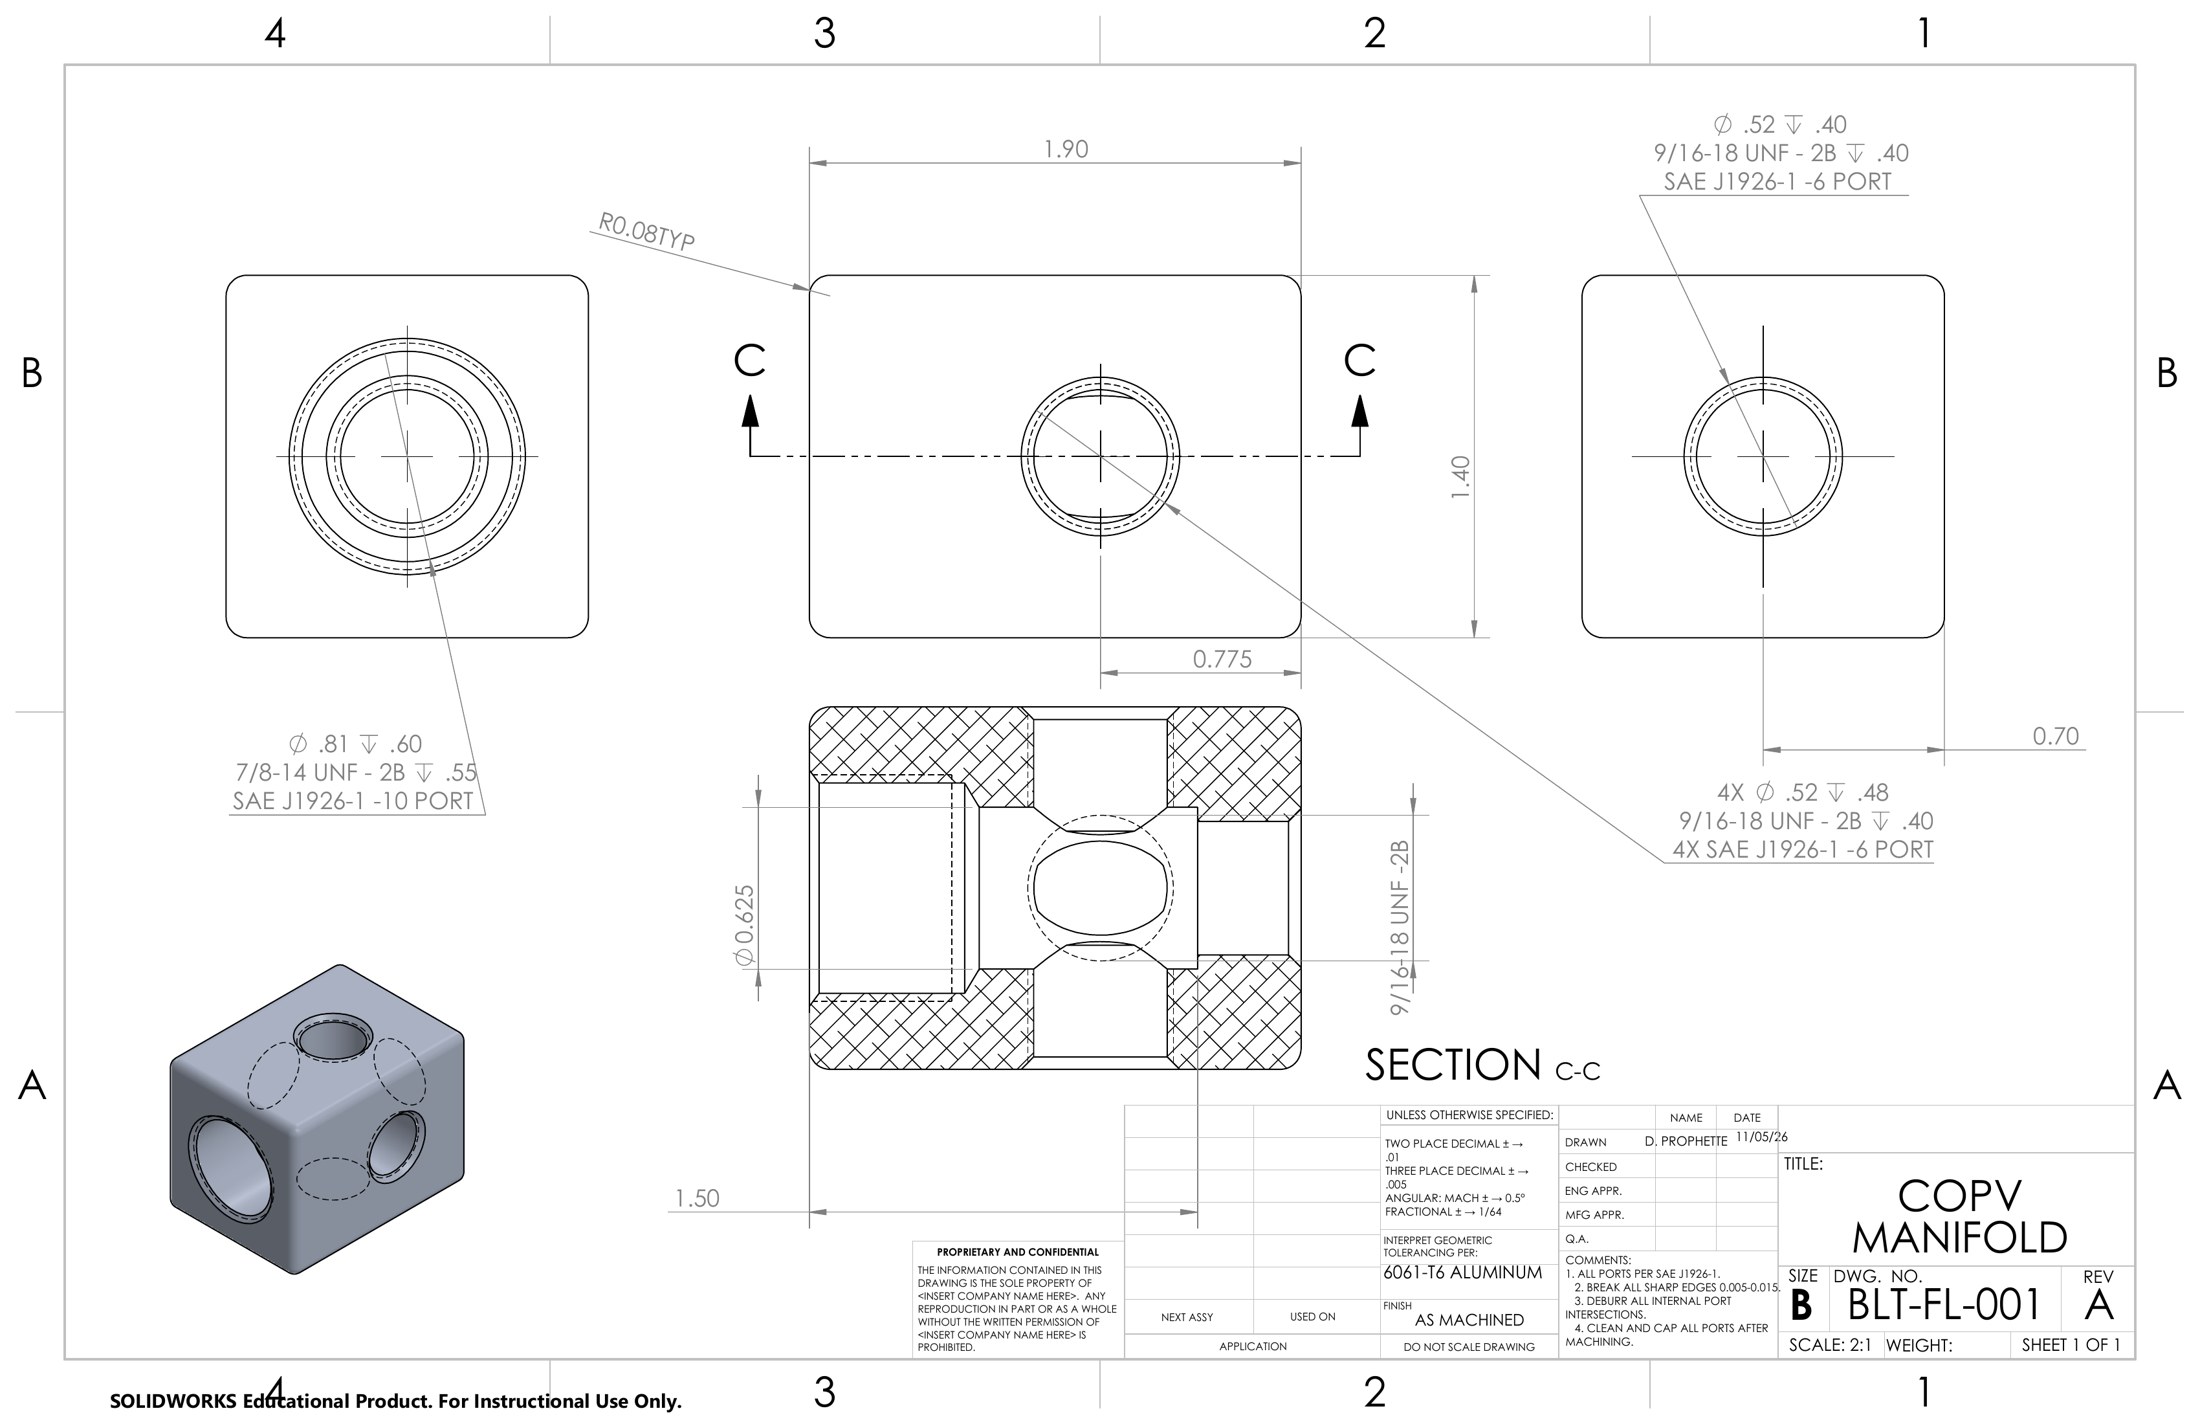 4 3 2 1
⌀ .52 ↧ .40
9/16-18 UNF - 2B ↧ .40
SAE J1926-1 -6 PORT
1.90
R0.08TYP
B
C C
B
1.40
0.775
0.70
⌀ .81 ↧ .60
7/8-14 UNF - 2B ↧ .55
SAE J1926-1 -10 PORT
4X ⌀ .52 ↧ .48
9/16-18 UNF - 2B ↧ .40
4X SAE J1926-1 -6 PORT
⌀0.625
9/16-18 UNF -2B
SECTION C-C
A
A
1.50
PROPRIETARY AND CONFIDENTIAL
THE INFORMATION CONTAINED IN THIS
DRAWING IS THE SOLE PROPERTY OF
<INSERT COMPANY NAME HERE>. ANY
REPRODUCTION IN PART OR AS A WHOLE
WITHOUT THE WRITTEN PERMISSION OF
<INSERT COMPANY NAME HERE> IS
PROHIBITED.
NEXT ASSY USED ON
APPLICATION
UNLESS OTHERWISE SPECIFIED:
TWO PLACE DECIMAL ± →
.01
THREE PLACE DECIMAL ± →
.005
ANGULAR: MACH ± → 0.5°
FRACTIONAL ± → 1/64
INTERPRET GEOMETRIC
TOLERANCING PER:
6061-T6 ALUMINUM
FINISH
AS MACHINED
DO NOT SCALE DRAWING
NAME DATE
DRAWN D. PROPHETTE 11/05/26
CHECKED
ENG APPR.
MFG APPR.
Q.A.
COMMENTS:
1. ALL PORTS PER SAE J1926-1.
2. BREAK ALL SHARP EDGES 0.005-0.015.
3. DEBURR ALL INTERNAL PORT
INTERSECTIONS.
4. CLEAN AND CAP ALL PORTS AFTER
MACHINING.
TITLE:
COPV
MANIFOLD
SIZE DWG. NO. REV
B BLT-FL-001 A
SCALE: 2:1 WEIGHT: SHEET 1 OF 1
4 3 2 1
SOLIDWORKS Educational Product. For Instructional Use Only.